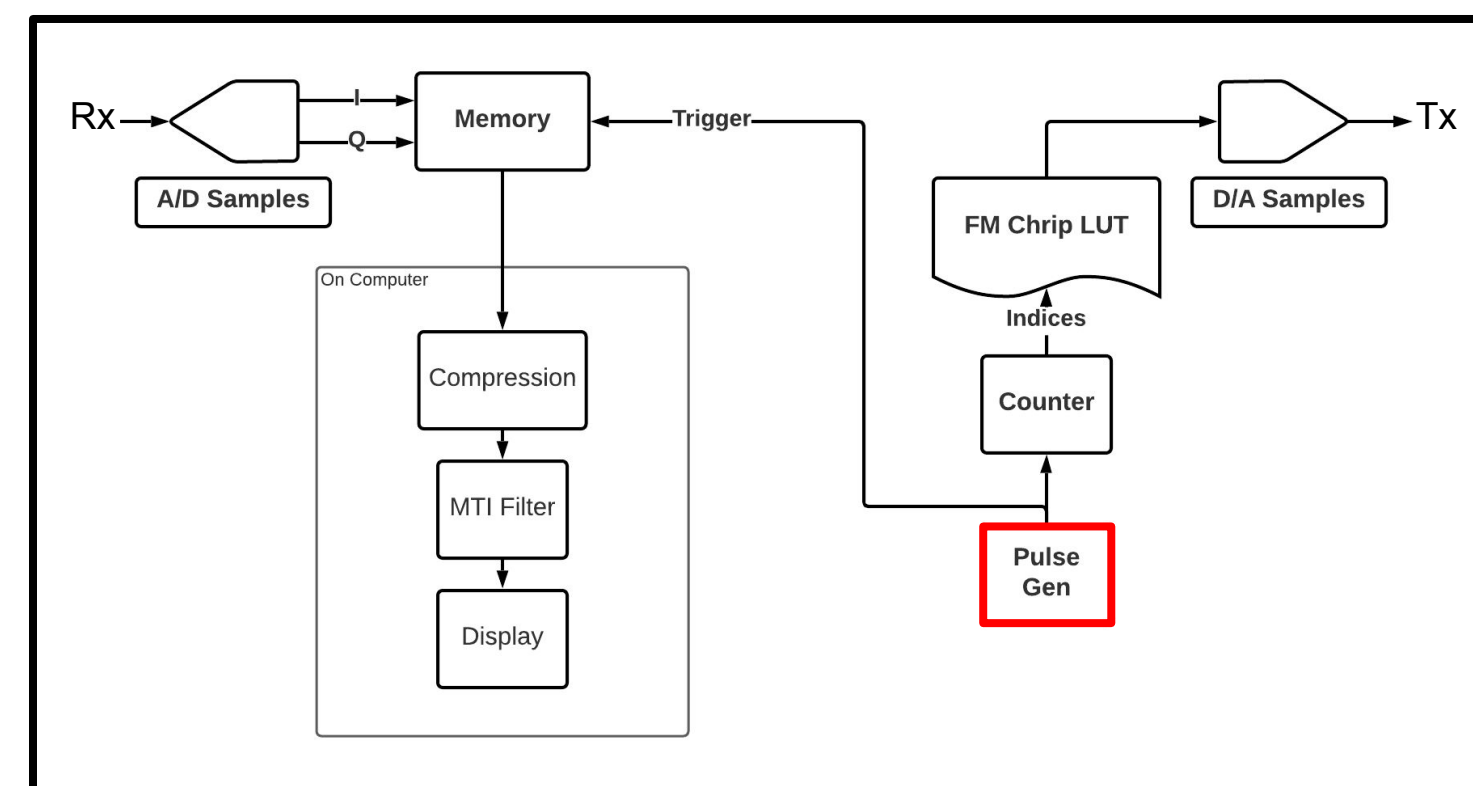 Rx
I
Q
Memory
Trigger
Tx
A/D Samples
FM Chrip LUT
D/A Samples
On Computer
Indices
Compression
Counter
MTI Filter
Pulse
Gen
Display